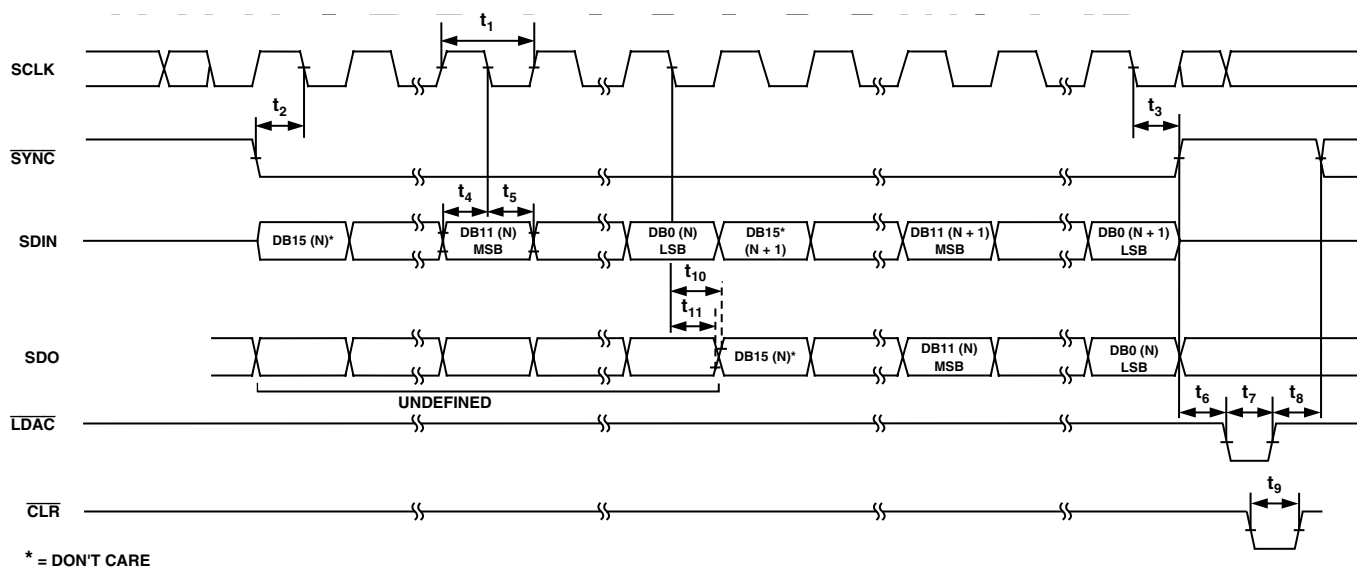 t1
SCLK
t2
t3
SYNC
t4
t5
SDIN
DB15 (N)*
DB11 (N)
MSB
DB0 (N)
LSB
DB15*
(N + 1)
DB11 (N + 1)
MSB
DB0 (N + 1)
LSB
t10
t11
SDO
DB15 (N)*
DB11 (N)
MSB
DB0 (N)
LSB
UNDEFINED
t6
t7
t8
LDAC
t9
CLR
* = DON'T CARE